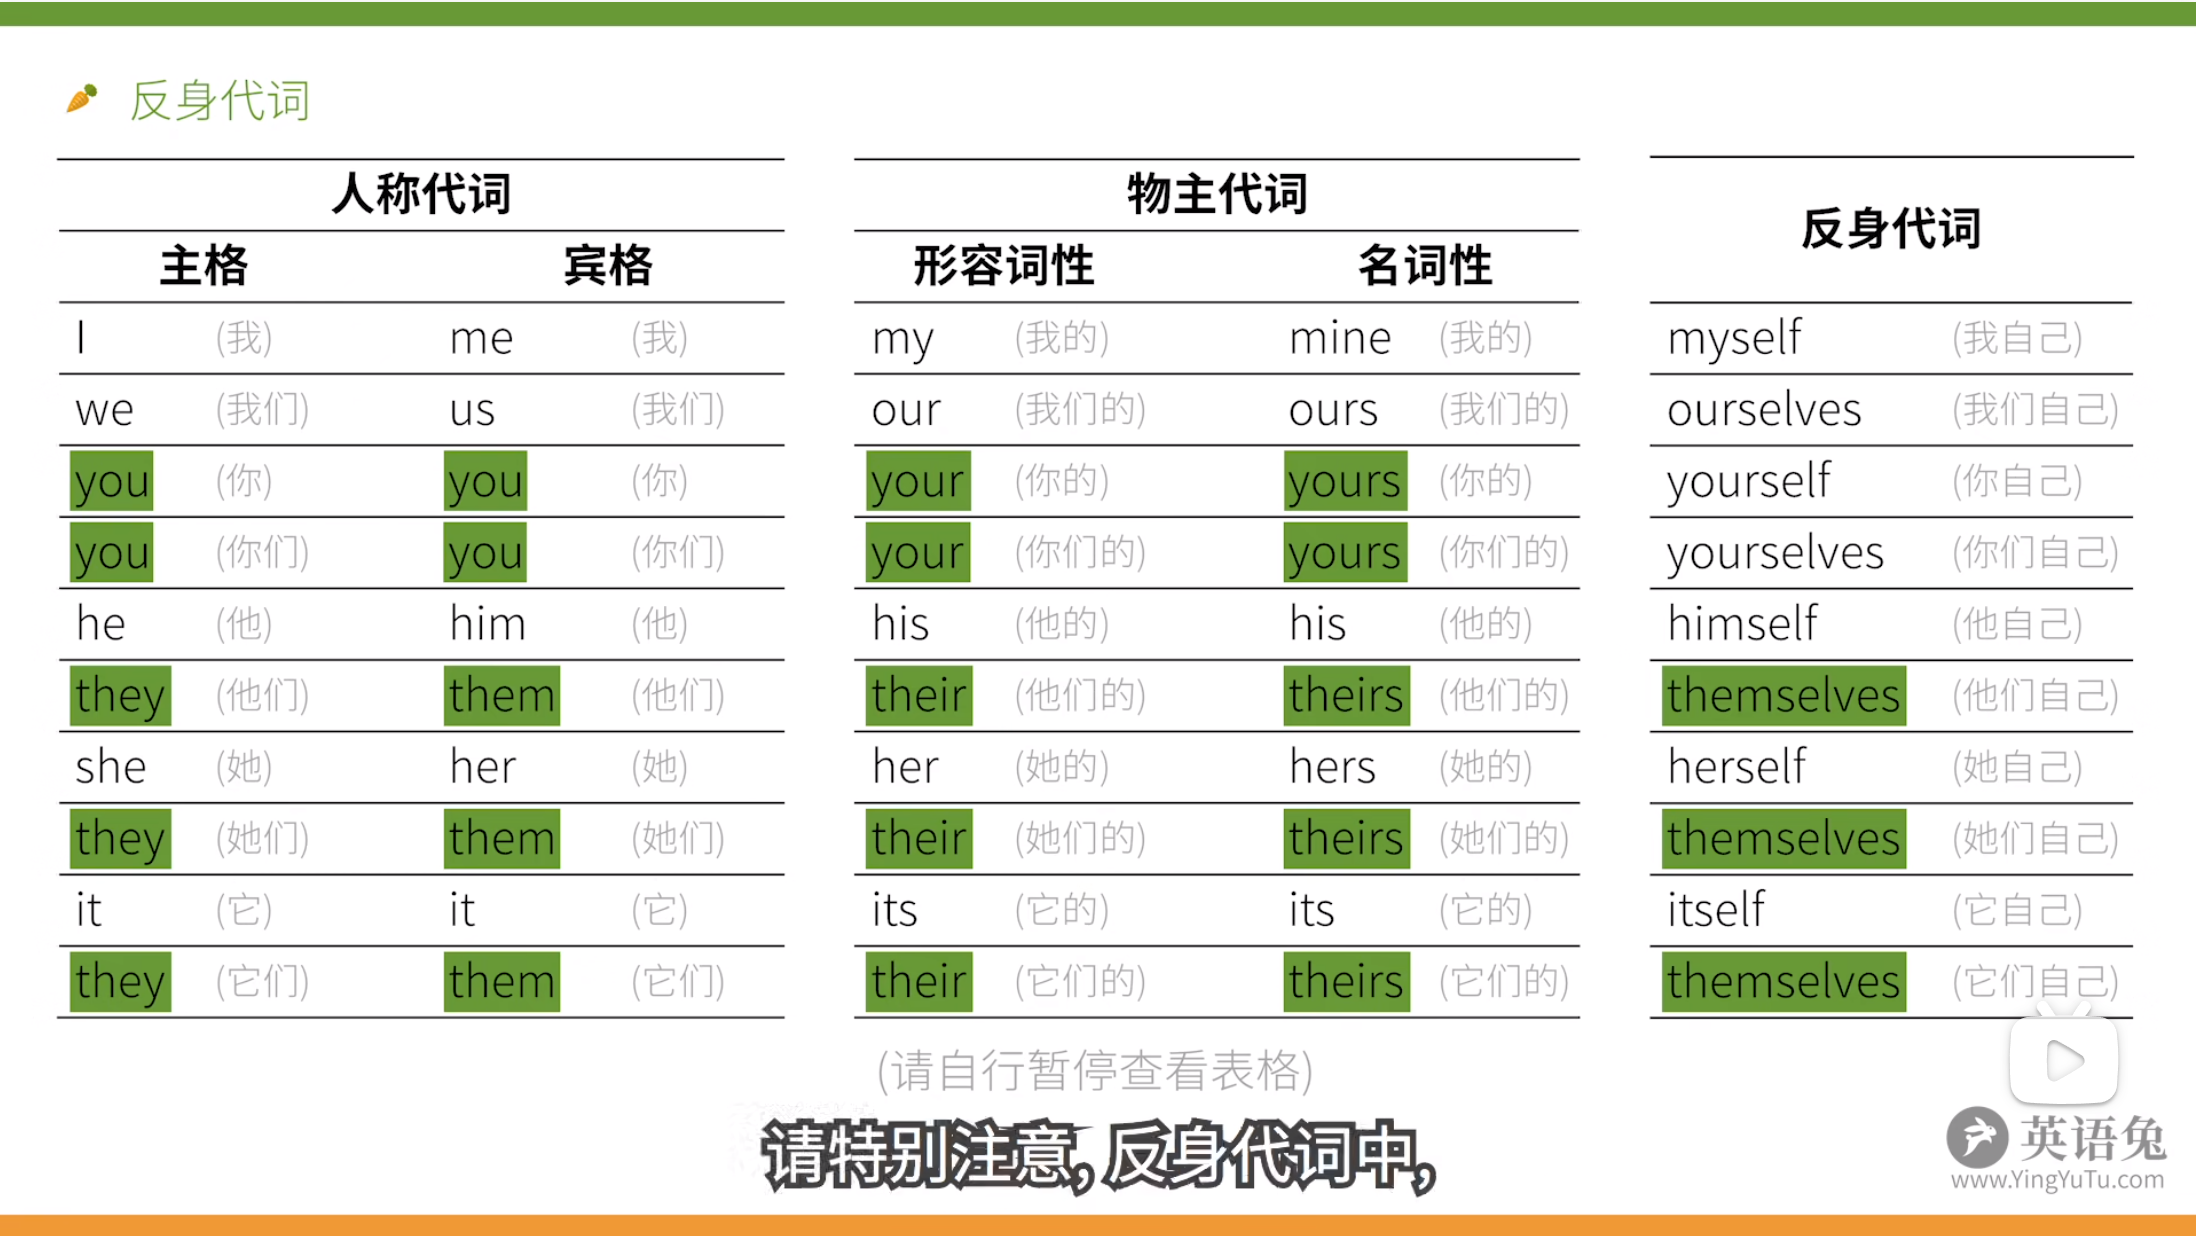 反身代词
人称代词 物主代词 反身代词
主格 宾格 形容词性 名词性
I (我) me (我) my (我的) mine (我的) myself (我自己)
we (我们) us (我们) our (我们的) ours (我们的) ourselves (我们自己)
you (你) you (你) your (你的) yours (你的) yourself (你自己)
you (你们) you (你们) your (你们的) yours (你们的) yourselves (你们自己)
he (他) him (他) his (他的) his (他的) himself (他自己)
they (他们) them (他们) their (他们的) theirs (他们的) themselves (他们自己)
she (她) her (她) her (她的) hers (她的) herself (她自己)
they (她们) them (她们) their (她们的) theirs (她们的) themselves (她们自己)
it (它) it (它) its (它的) its (它的) itself (它自己)
they (它们) them (它们) their (它们的) theirs (它们的) themselves (它们自己)
(请自行暂停查看表格)
请特别注意,反身代词中,
英语兔
www.YingYuTu.com